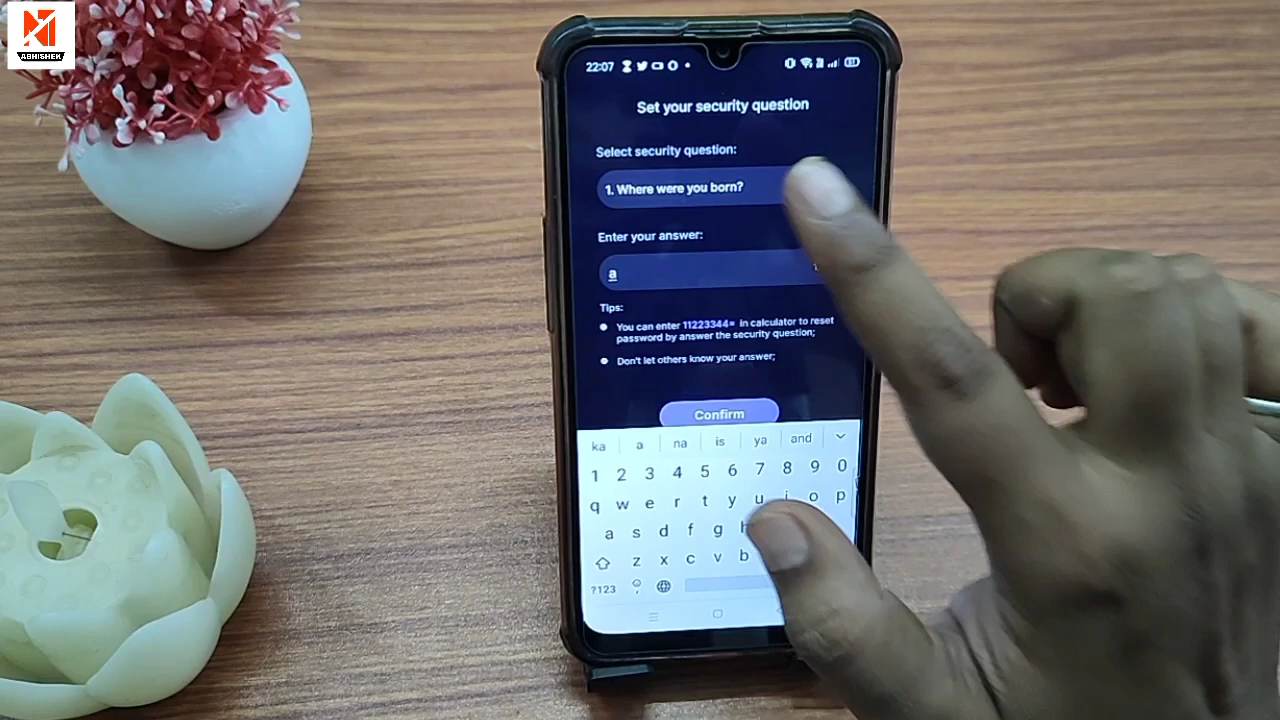 ABHISHEK
22:07
Set your security question
Select security question:
1. Where were you born?
Enter your answer:
a
Tips:
You can enter 11223344= in calculator to reset
password by answer the security question;
Don't let others know your answer;
Confirm
ka a na is ya and
1 2 3 4 5 6 7 8 9 0
q w e r t y u i o p
a s d f g h
z x c v b
?123